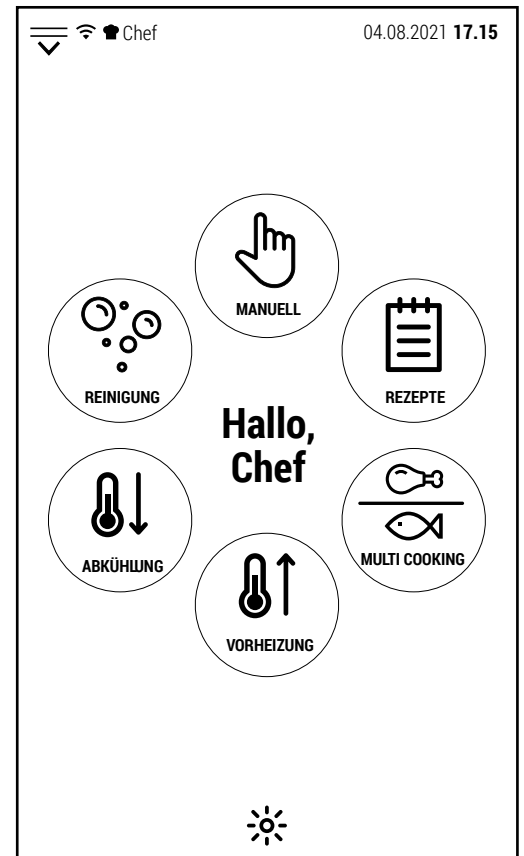 Chef 04.08.2021 17.15
MANUELL
REINIGUNG
REZEPTE
Hallo,
Chef
ABKÜHLUNG
MULTI COOKING
VORHEIZUNG